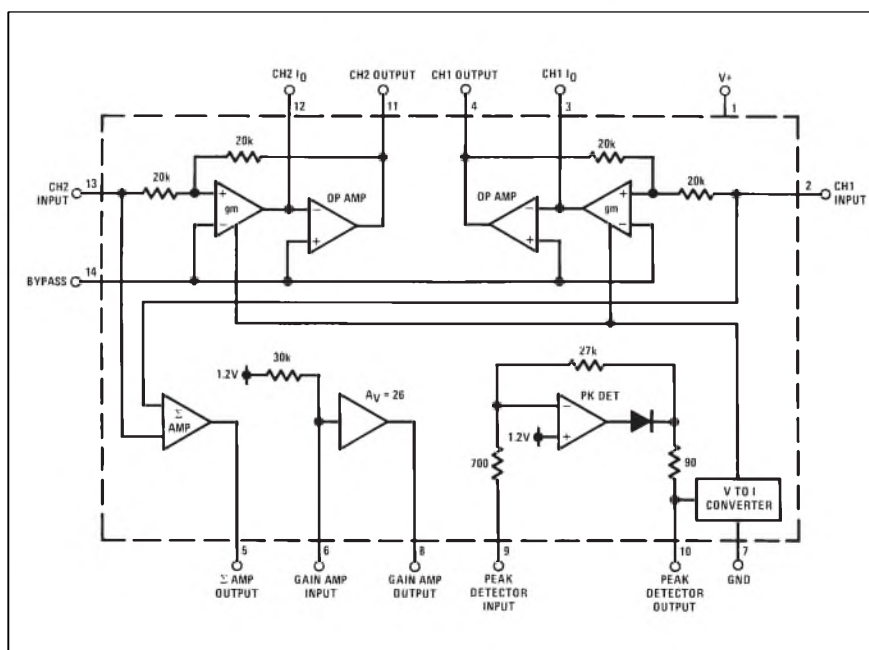 CH2 IO CH2 OUTPUT CH1 OUTPUT CH1 IO V+
12 11 4 3 1
20k 20k
CH2 INPUT 13 20k + gm − − OP AMP + OP AMP − + + gm − 20k 2 CH1 INPUT
BYPASS 14
1.2V 30k AV = 26
Σ AMP
27k
PK DET
− +
1.2V
700 90
V TO I CONVERTER
5 6 8 9 10 7
Σ AMP OUTPUT
GAIN AMP INPUT
GAIN AMP OUTPUT
PEAK DETECTOR INPUT
PEAK DETECTOR OUTPUT
GND